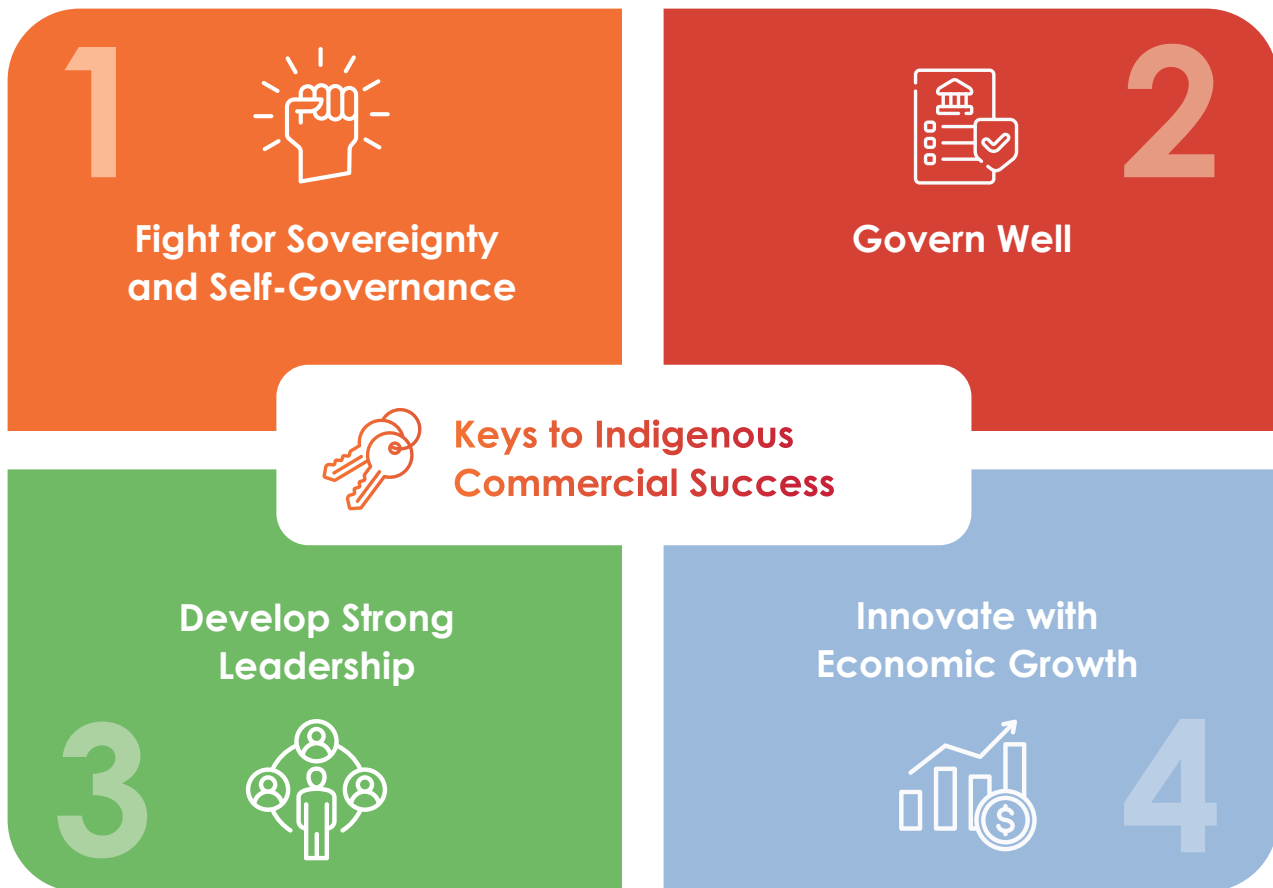 1
Fight for Sovereignty
and Self-Governance
2
Govern Well
Keys to Indigenous
Commercial Success
Develop Strong
Leadership
3
Innovate with
Economic Growth
$
4